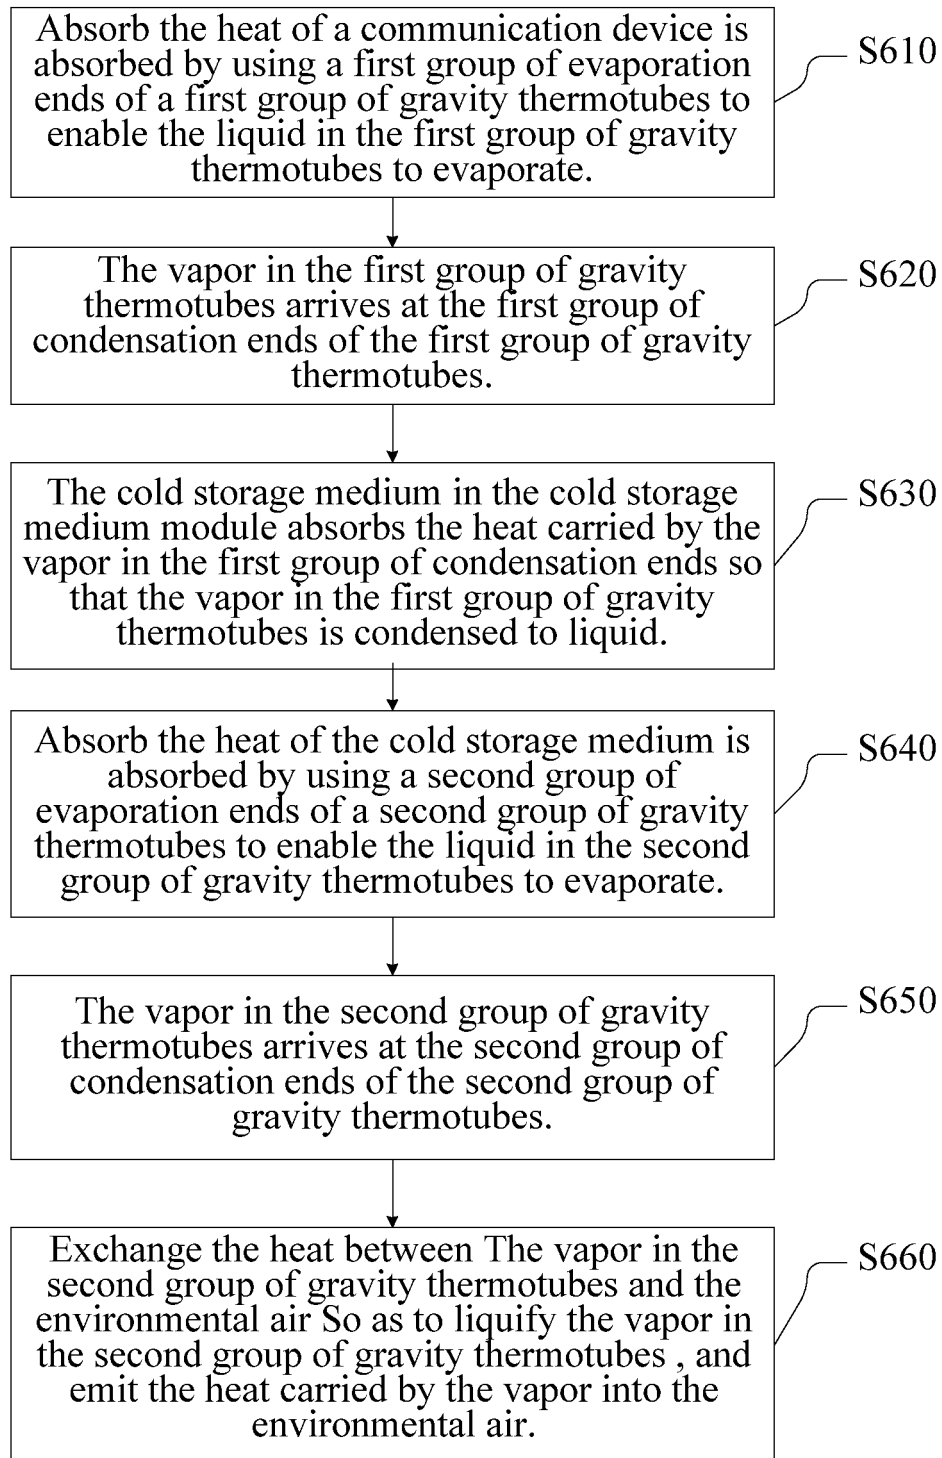 Absorb the heat of a communication device is
absorbed by using a first group of evaporation
ends of a first group of gravity thermotubes to
enable the liquid in the first group of gravity
thermotubes to evaporate.
S610
The vapor in the first group of gravity
thermotubes arrives at the first group of
condensation ends of the first group of gravity
thermotubes.
S620
The cold storage medium in the cold storage
medium module absorbs the heat carried by the
vapor in the first group of condensation ends so
that the vapor in the first group of gravity
thermotubes is condensed to liquid.
S630
Absorb the heat of the cold storage medium is
absorbed by using a second group of
evaporation ends of a second group of gravity
thermotubes to enable the liquid in the second
group of gravity thermotubes to evaporate.
S640
The vapor in the second group of gravity
thermotubes arrives at the second group of
condensation ends of the second group of
gravity thermotubes.
S650
Exchange the heat between The vapor in the
second group of gravity thermotubes and the
environmental air So as to liquify the vapor in
the second group of gravity thermotubes , and
emit the heat carried by the vapor into the
environmental air.
S660